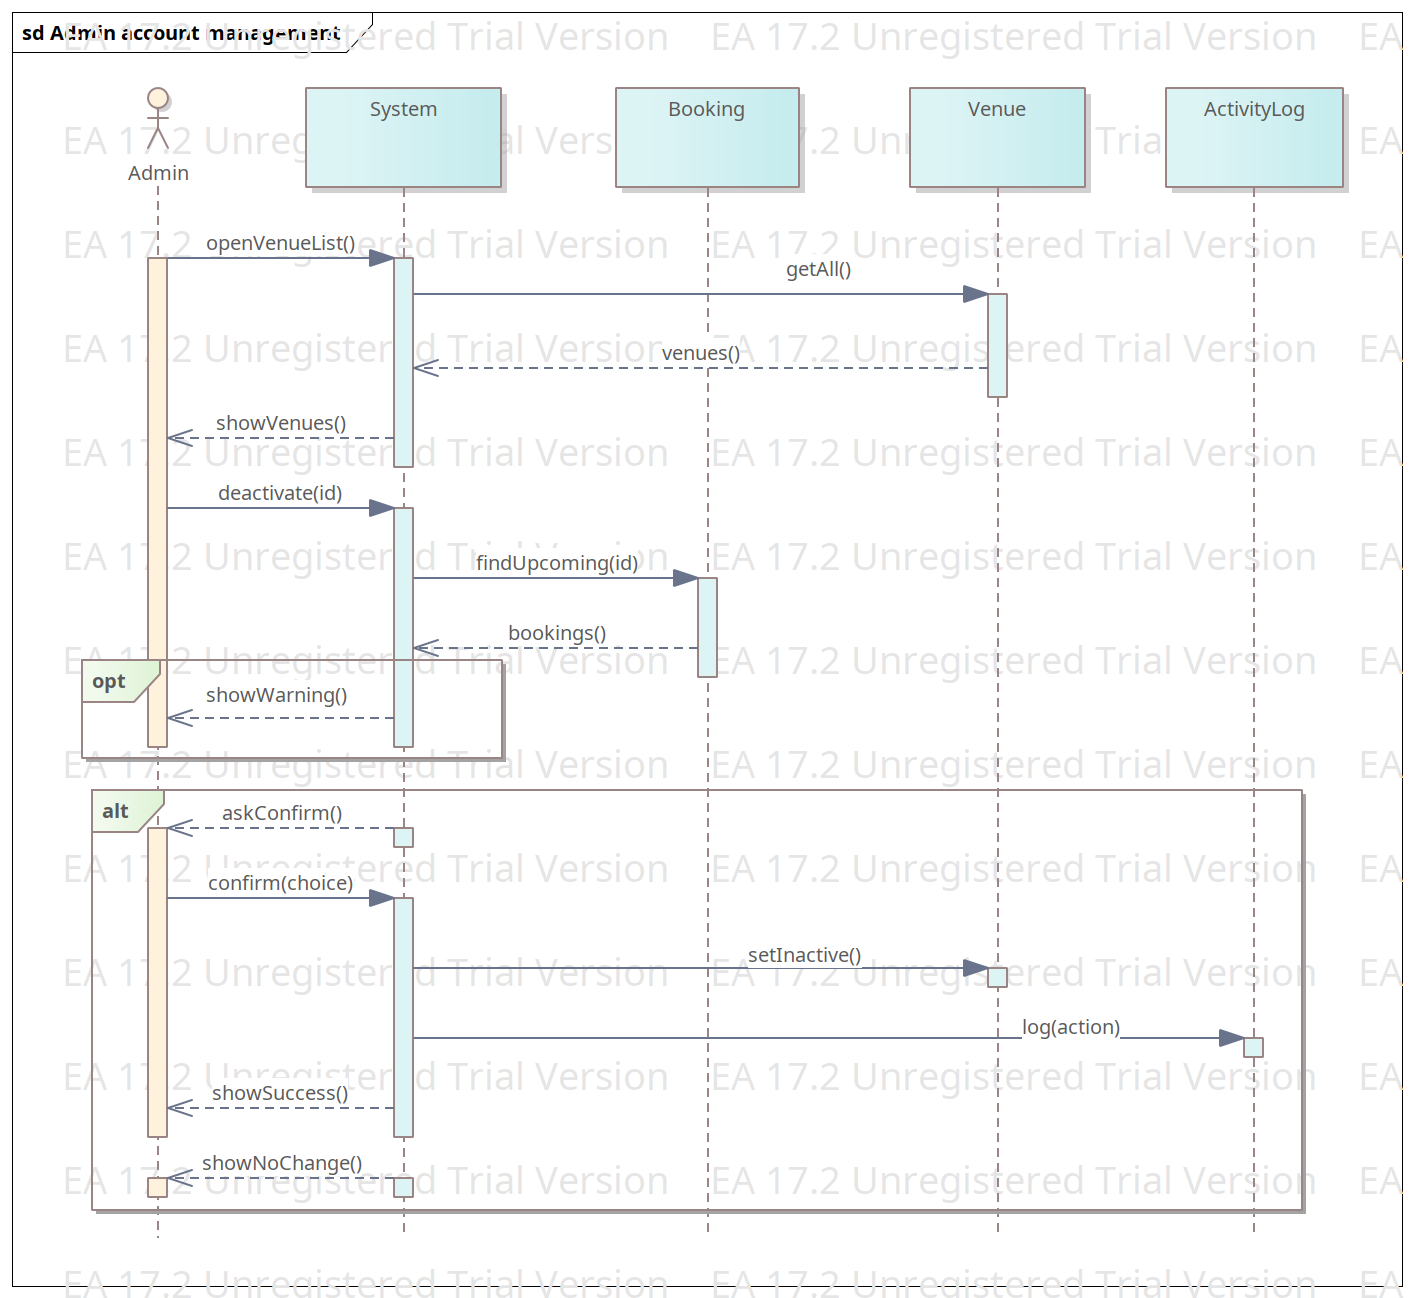 sd Admin account management
System
Booking
Venue
ActivityLog
Admin
openVenueList()
getAll()
venues()
showVenues()
deactivate(id)
findUpcoming(id)
bookings()
opt
showWarning()
alt
askConfirm()
confirm(choice)
setInactive()
log(action)
showSuccess()
showNoChange()
EA 17.2 Unregistered Trial Version